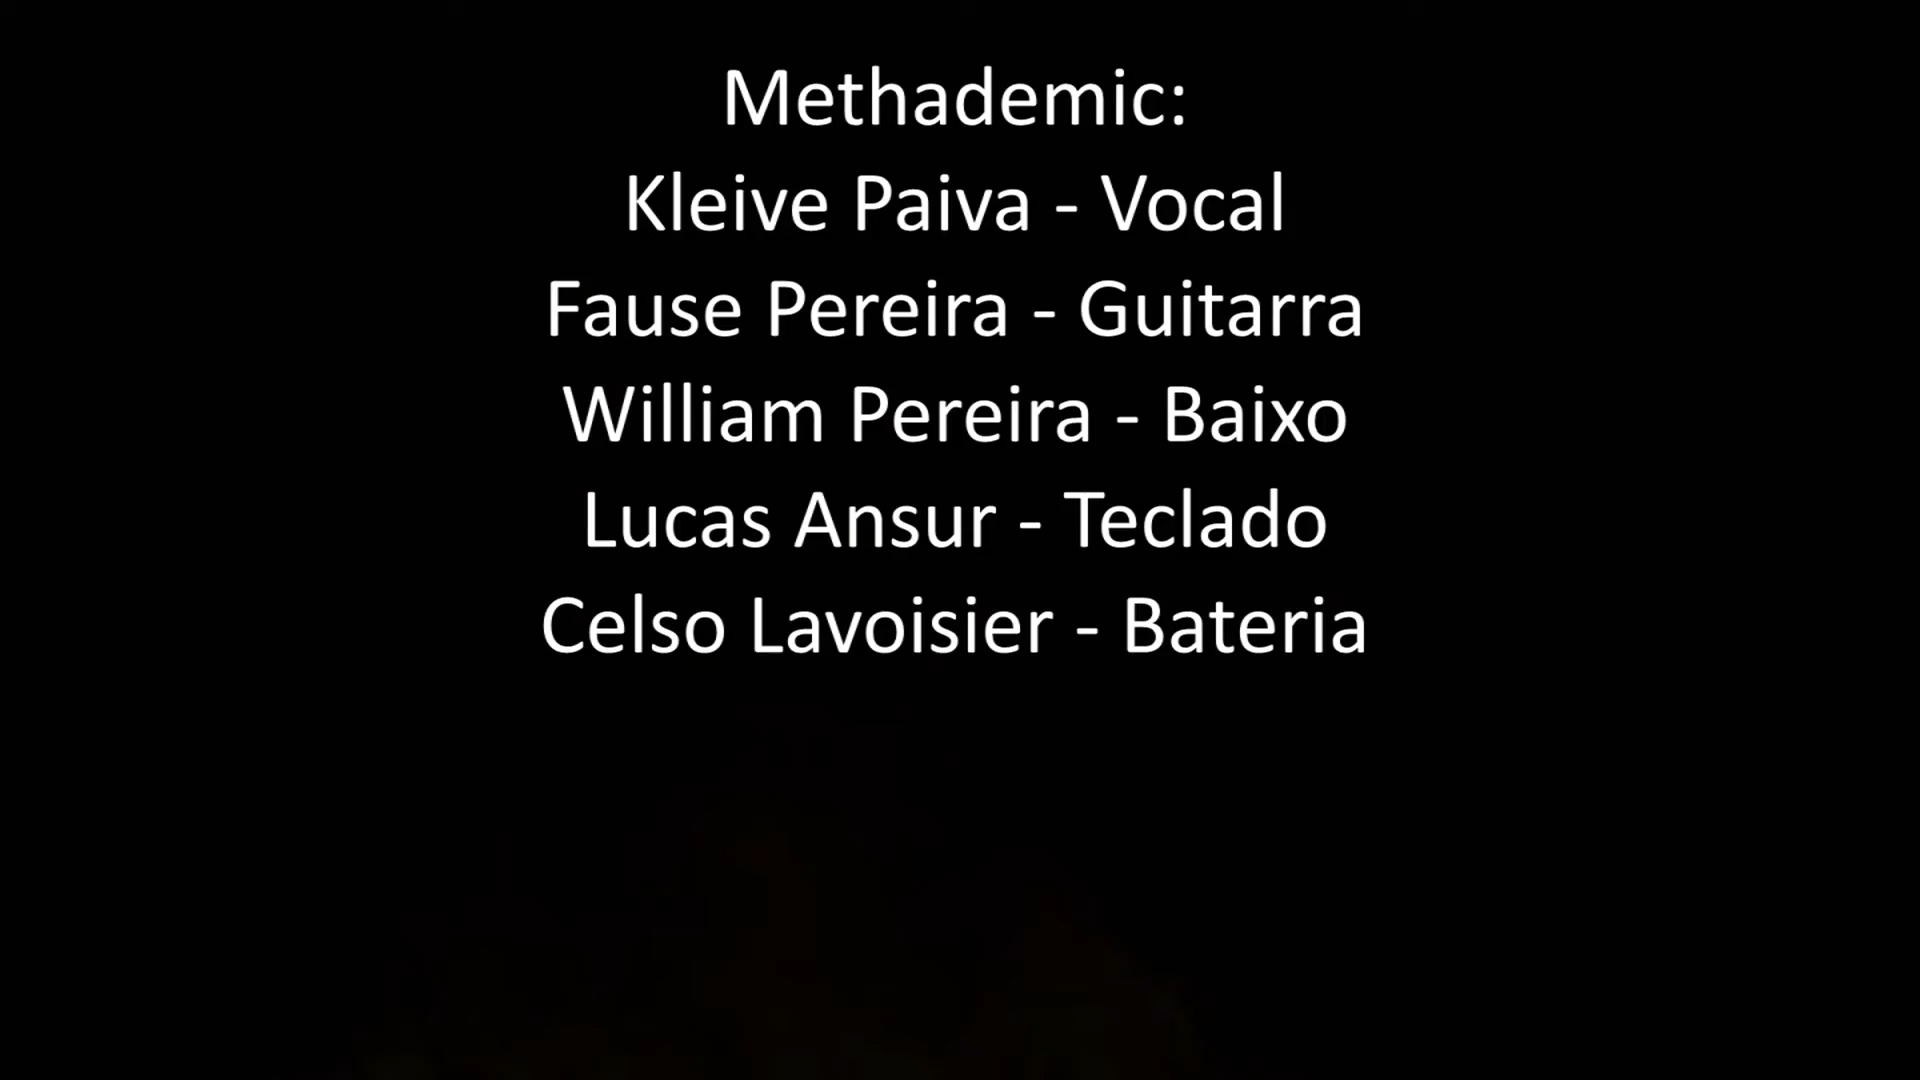 Methademic:
Kleive Paiva - Vocal
Fause Pereira - Guitarra
William Pereira - Baixo
Lucas Ansur - Teclado
Celso Lavoisier - Bateria